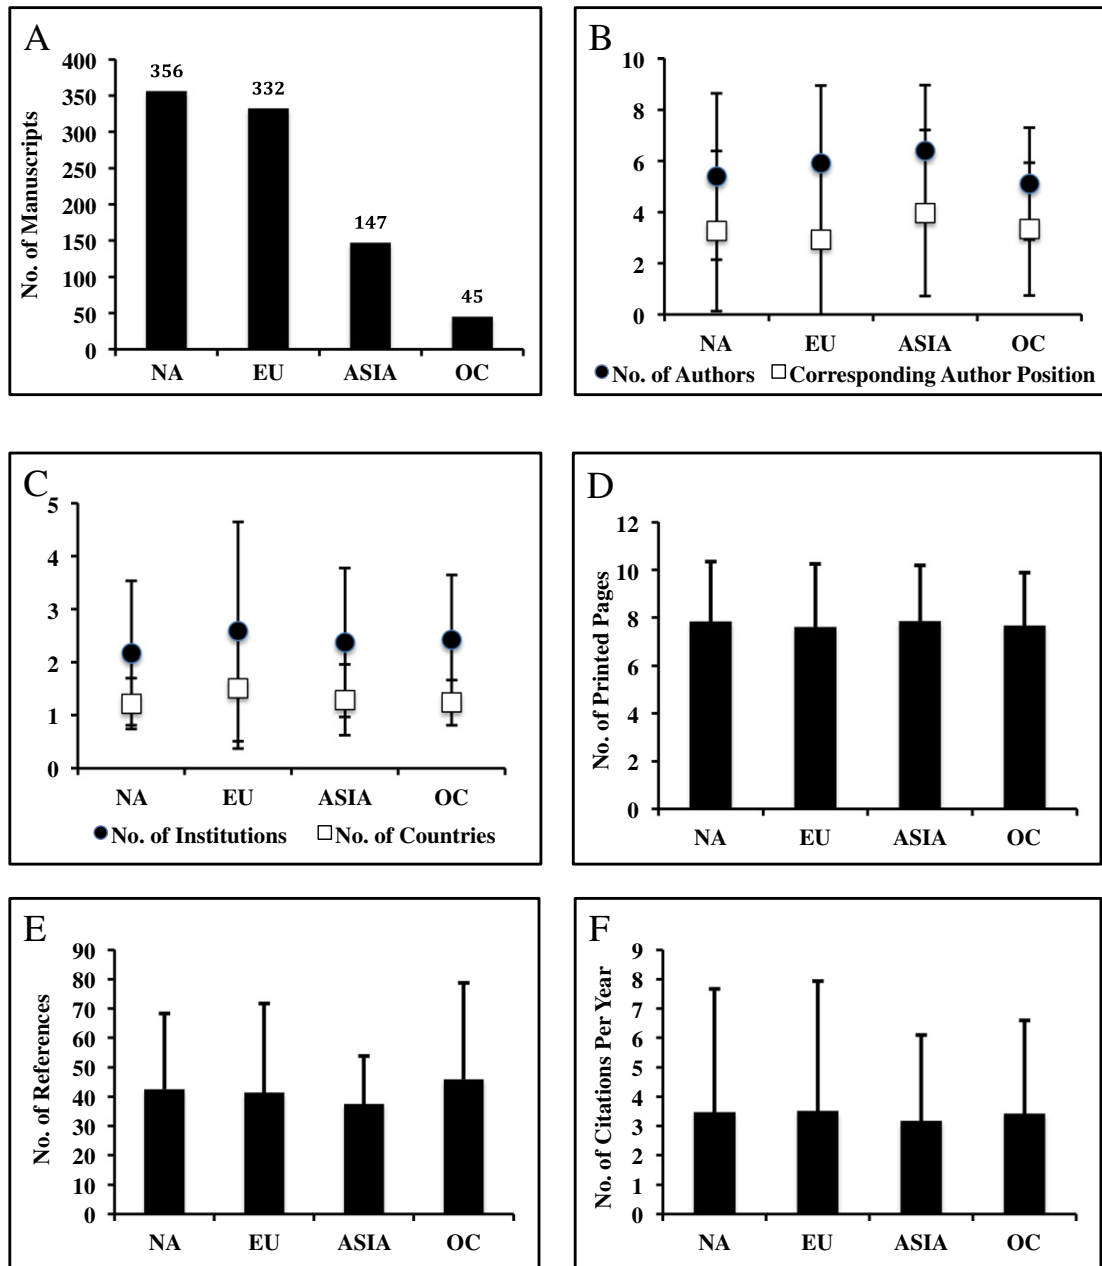 A
No. of Manuscripts
400
350
300
250
200
150
100
50
0
356
332
147
45
NA EU ASIA OC
B
10
8
6
4
2
0
NA EU ASIA OC
No. of Authors Corresponding Author Position
C
5
4
3
2
1
0
NA EU ASIA OC
No. of Institutions No. of Countries
D
No. of Printed Pages
12
10
8
6
4
2
0
NA EU ASIA OC
E
No. of References
90
80
70
60
50
40
30
20
10
0
NA EU ASIA OC
F
No. of Citations Per Year
9
8
7
6
5
4
3
2
1
0
NA EU ASIA OC